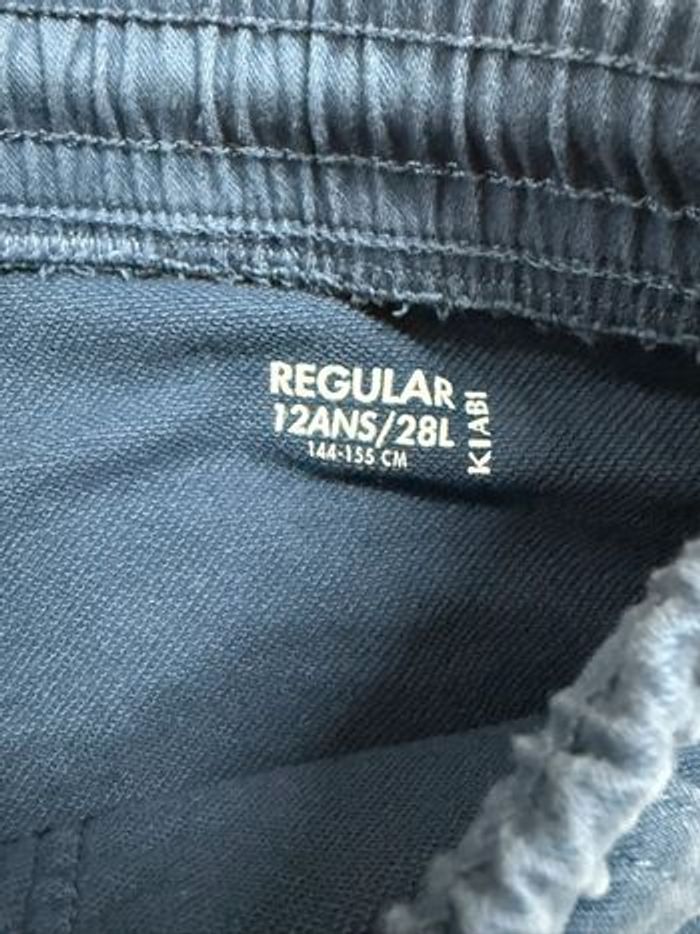 REGULAR
12ANS/28L
144-155 CM
KIABI